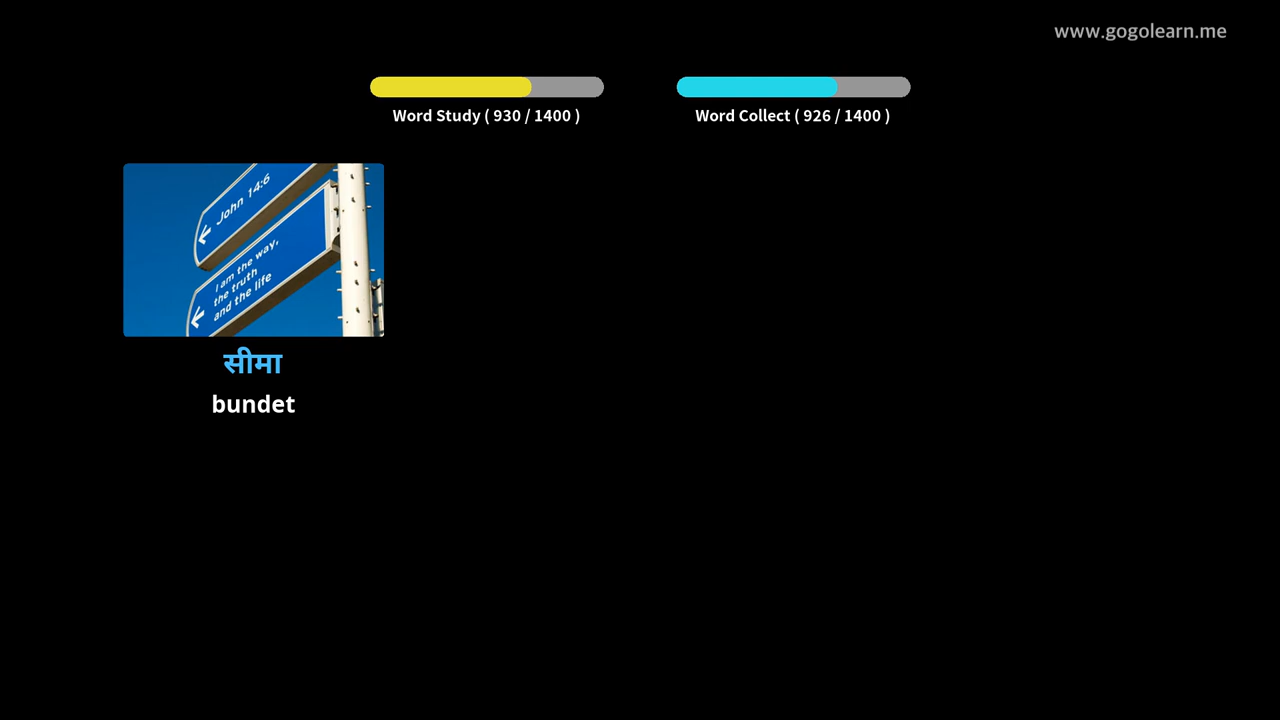 www.gogolearn.me
Word Study ( 930 / 1400 )
Word Collect ( 926 / 1400 )
John 14:6
I am the way,
the truth
and the life
सीमा
bundet